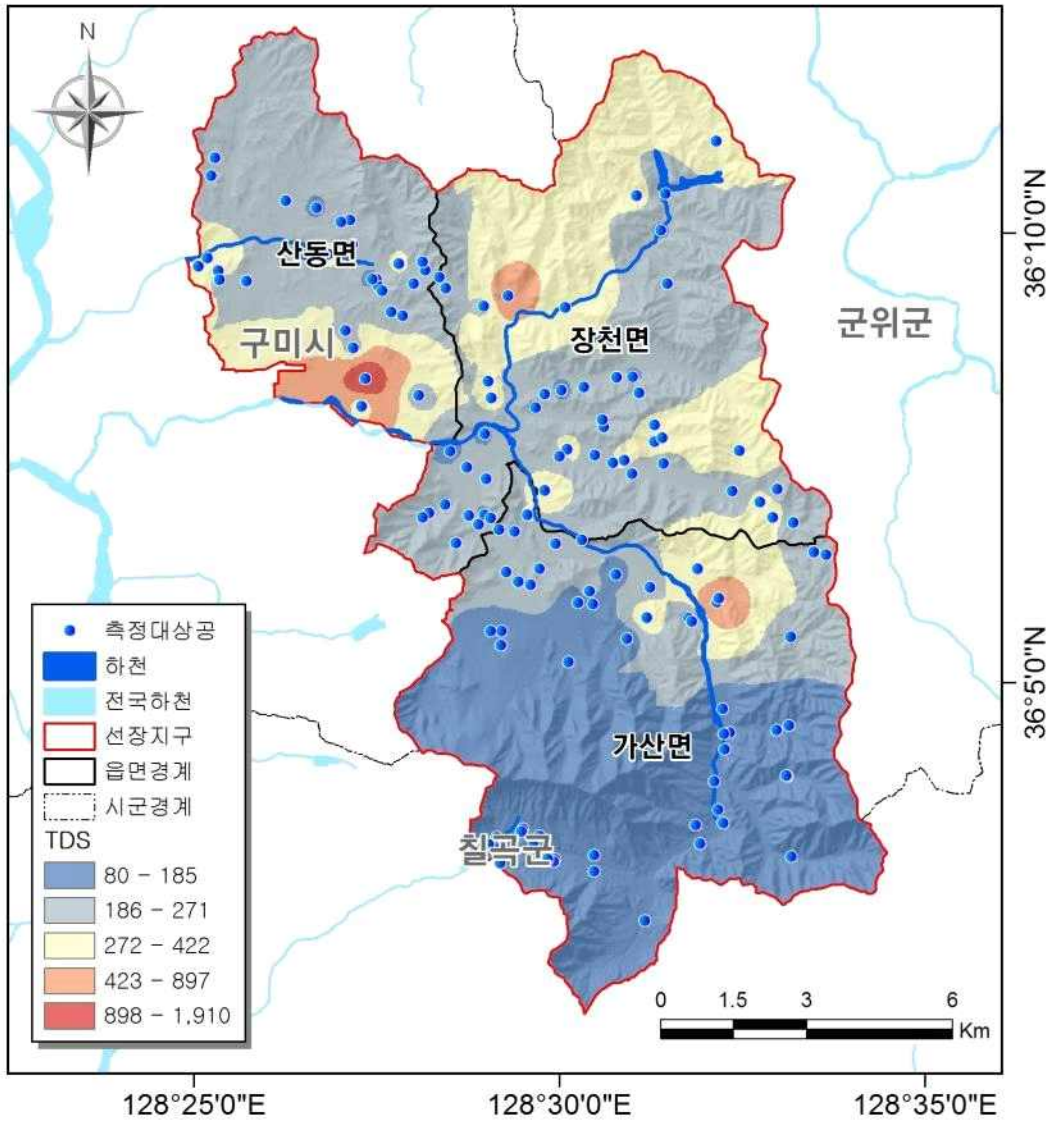 N
산동면
구미시
장천면
군위군
가산면
칠곡군
36°10'0"N
36°5'0"N
측정대상공
하천
전국하천
선장지구
읍면경계
시군경계
TDS
80 - 185
186 - 271
272 - 422
423 - 897
898 - 1,910
0 1.5 3 6
Km
128°25'0"E 128°30'0"E 128°35'0"E